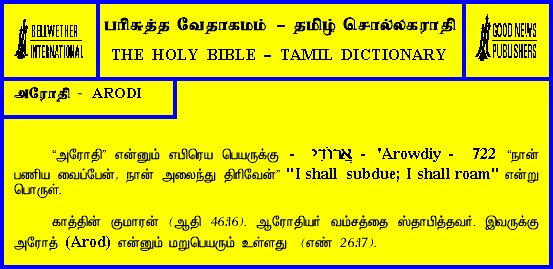 BELLWETHER
INTERNATIONAL
பரிசுத்த வேதாகமம் – தமிழ் சொல்லகராதி
THE HOLY BIBLE – TAMIL DICTIONARY
GOOD NEWS
PUBLISHERS
அரோதி - ARODI
“அரோதி” என்னும் எபிரெய பெயருக்கு - אֲרוֹדִי - 'Arowdiy - 722 “நான்
பணிய வைப்பேன், நான் அலைந்து திரிவேன்” "I shall subdue; I shall roam" என்று
பொருள்.
காத்தின் குமாரன் (ஆதி 46:16). ஆரோதியர் வம்சத்தை ஸ்தாபித்தவர். இவருக்கு
அரோத் (Arod) என்னும் மறுபெயரும் உள்ளது (எண் 26:17).